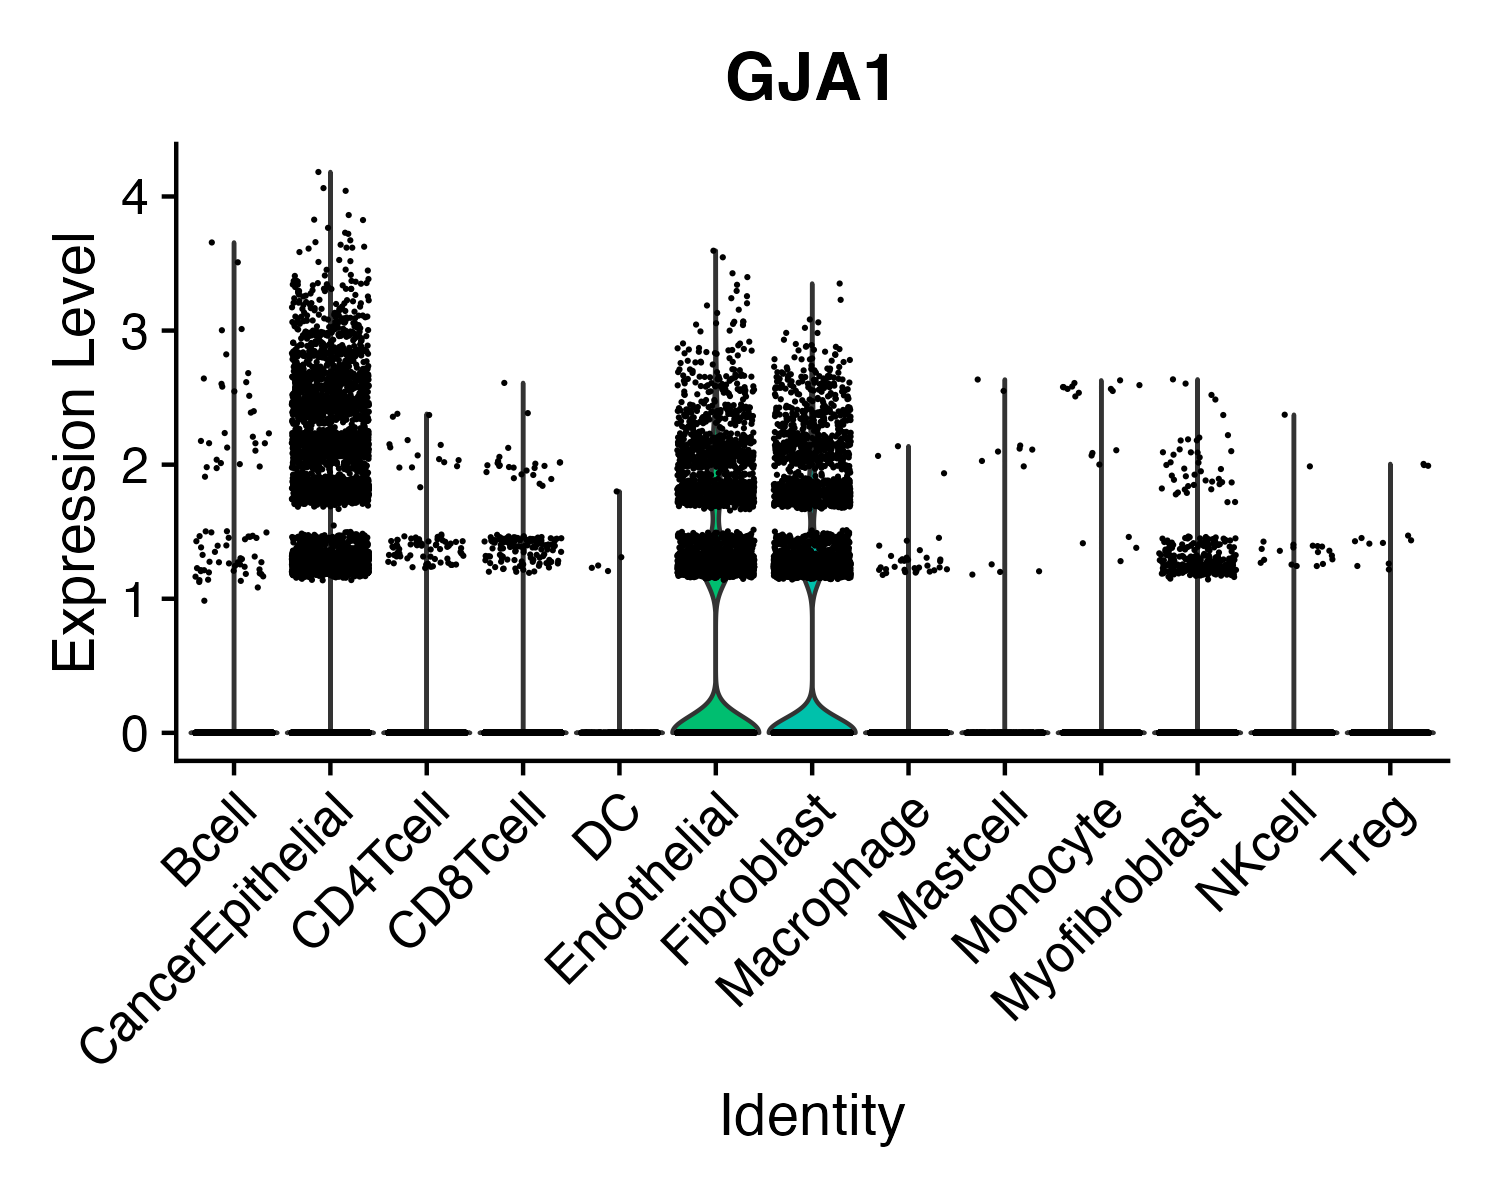 GJA1
Expression Level
4
3
2
1
0
Bcell
CancerEpithelial
CD4Tcell
CD8Tcell
DC
Endothelial
Fibroblast
Macrophage
Mastcell
Monocyte
Myofibroblast
NKcell
Treg
Identity